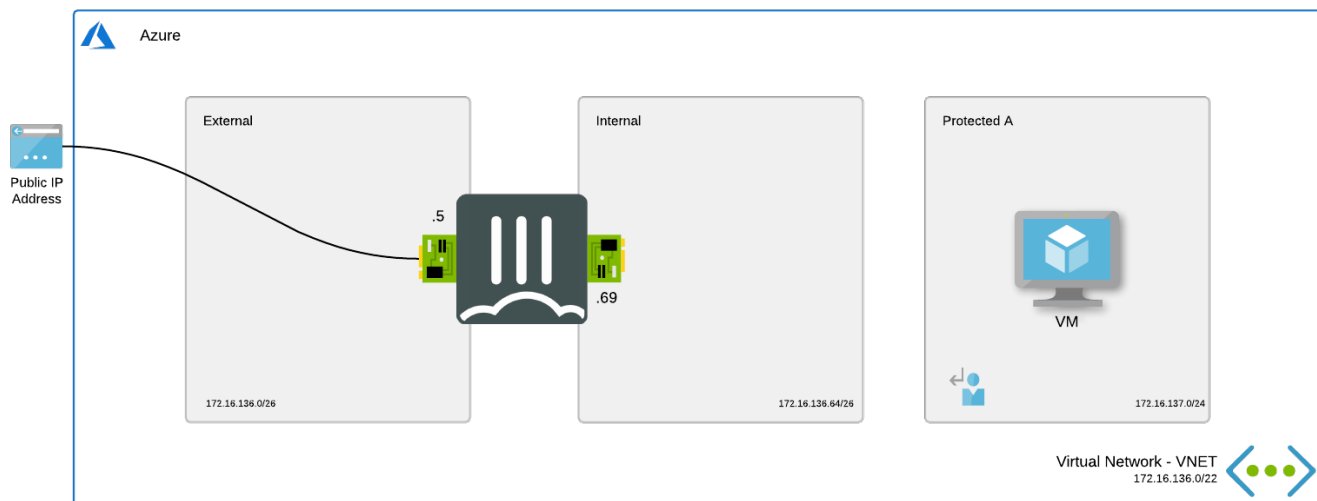 Azure
External
Internal
Protected A
Public IP
Address
.5
.69
VM
172.16.136.0/26
172.16.136.64/26
172.16.137.0/24
Virtual Network - VNET
172.16.136.0/22